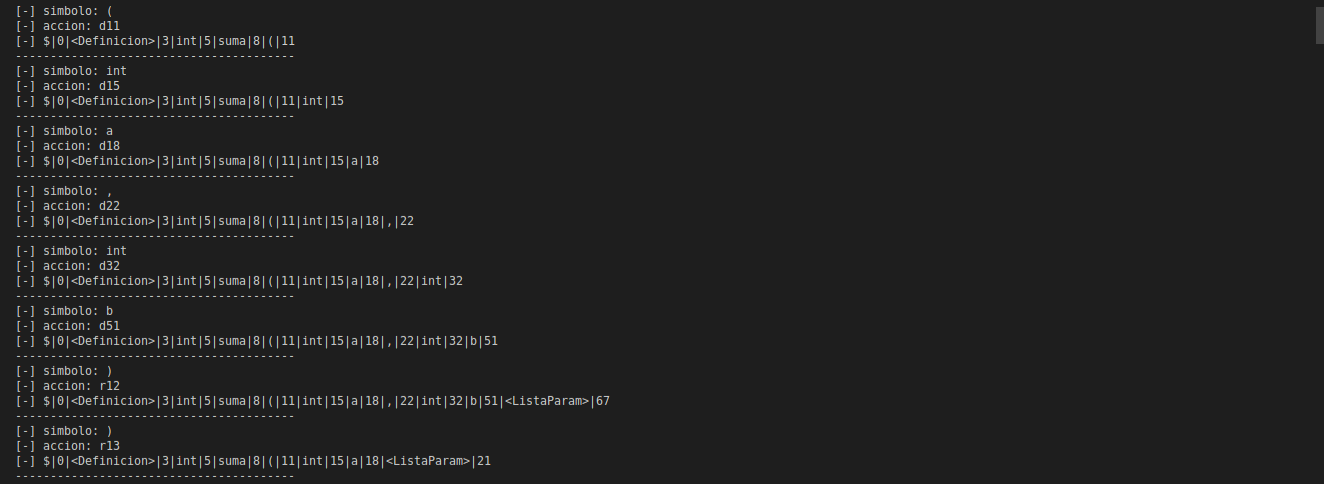 [-] simbolo: (
[-] accion: d11
[-] $|0|<Definicion>|3|int|5|suma|8|(|11
----------------------------------------
[-] simbolo: int
[-] accion: d15
[-] $|0|<Definicion>|3|int|5|suma|8|(|11|int|15
----------------------------------------
[-] simbolo: a
[-] accion: d18
[-] $|0|<Definicion>|3|int|5|suma|8|(|11|int|15|a|18
----------------------------------------
[-] simbolo: ,
[-] accion: d22
[-] $|0|<Definicion>|3|int|5|suma|8|(|11|int|15|a|18|,|22
----------------------------------------
[-] simbolo: int
[-] accion: d32
[-] $|0|<Definicion>|3|int|5|suma|8|(|11|int|15|a|18|,|22|int|32
----------------------------------------
[-] simbolo: b
[-] accion: d51
[-] $|0|<Definicion>|3|int|5|suma|8|(|11|int|15|a|18|,|22|int|32|b|51
----------------------------------------
[-] simbolo: )
[-] accion: r12
[-] $|0|<Definicion>|3|int|5|suma|8|(|11|int|15|a|18|,|22|int|32|b|51|<ListaParam>|67
----------------------------------------
[-] simbolo: )
[-] accion: r13
[-] $|0|<Definicion>|3|int|5|suma|8|(|11|int|15|a|18|<ListaParam>|21
----------------------------------------